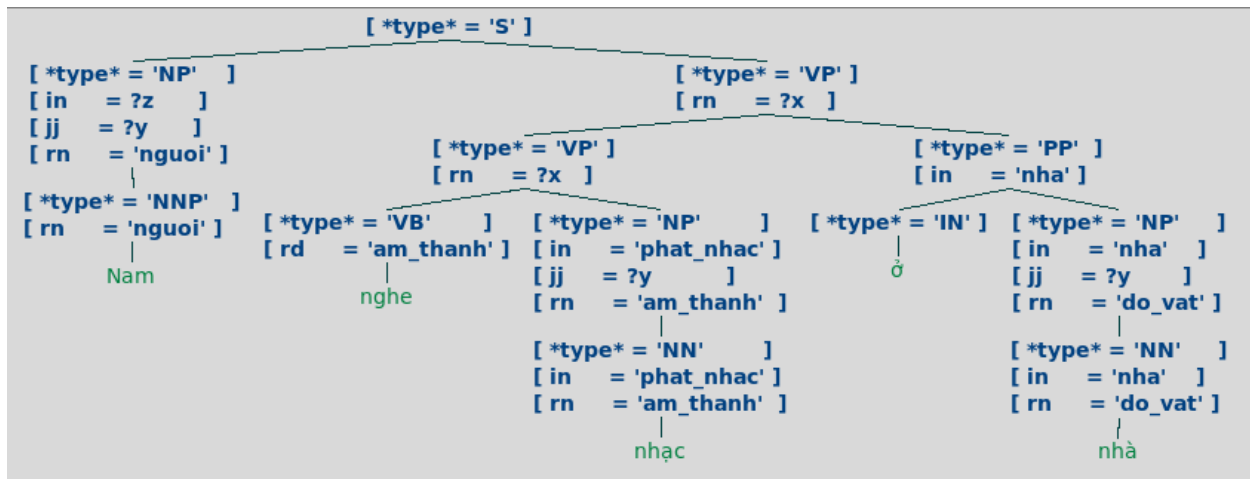 [ *type* = 'S' ]
[ *type* = 'NP' ] [ *type* = 'VP' ]
[ in = ?z ] [ rn = ?x ]
[ jj = ?y ]
[ rn = 'nguoi' ]
[ *type* = 'VP' ] [ *type* = 'PP' ]
[ rn = ?x ] [ in = 'nha' ]
[ *type* = 'NNP' ]
[ rn = 'nguoi' ]
Nam
[ *type* = 'VB' ] [ *type* = 'NP' ] [ *type* = 'IN' ] [ *type* = 'NP' ]
[ rd = 'am_thanh' ] [ in = 'phat_nhac' ] [ in = 'nha' ]
nghe [ jj = ?y ] ở [ jj = ?y ]
[ rn = 'am_thanh' ] [ rn = 'do_vat' ]
[ *type* = 'NN' ] [ *type* = 'NN' ]
[ in = 'phat_nhac' ] [ in = 'nha' ]
[ rn = 'am_thanh' ] [ rn = 'do_vat' ]
nhạc nhà